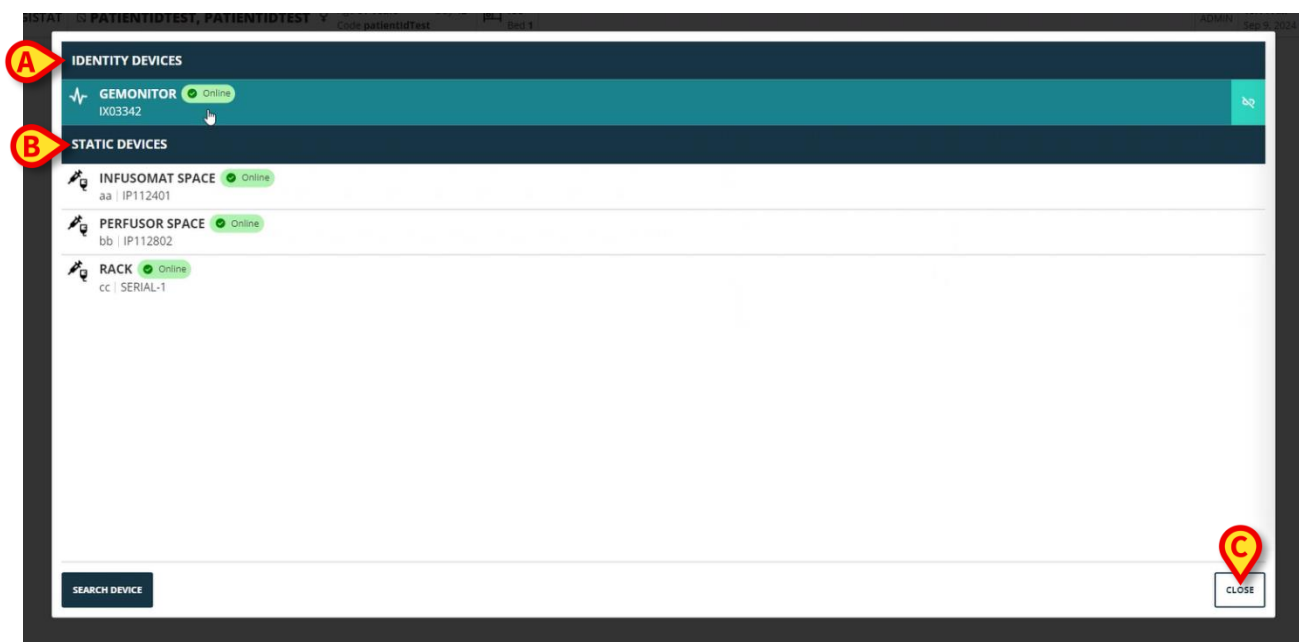 GISTAT PATIENTIDTEST, PATIENTIDTEST
Code patientidTest
Bed 1
ADMIN
Sep 9, 2024
A
IDENTITY DEVICES
GEMONITOR Online
IX03342
B
STATIC DEVICES
INFUSOMAT SPACE Online
aa | IP112401
PERFUSOR SPACE Online
bb | IP112802
RACK Online
cc | SERIAL-1
C
SEARCH DEVICE
CLOSE